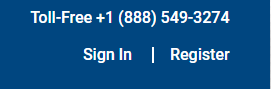 Toll-Free +1 (888) 549-3274
Sign In | Register